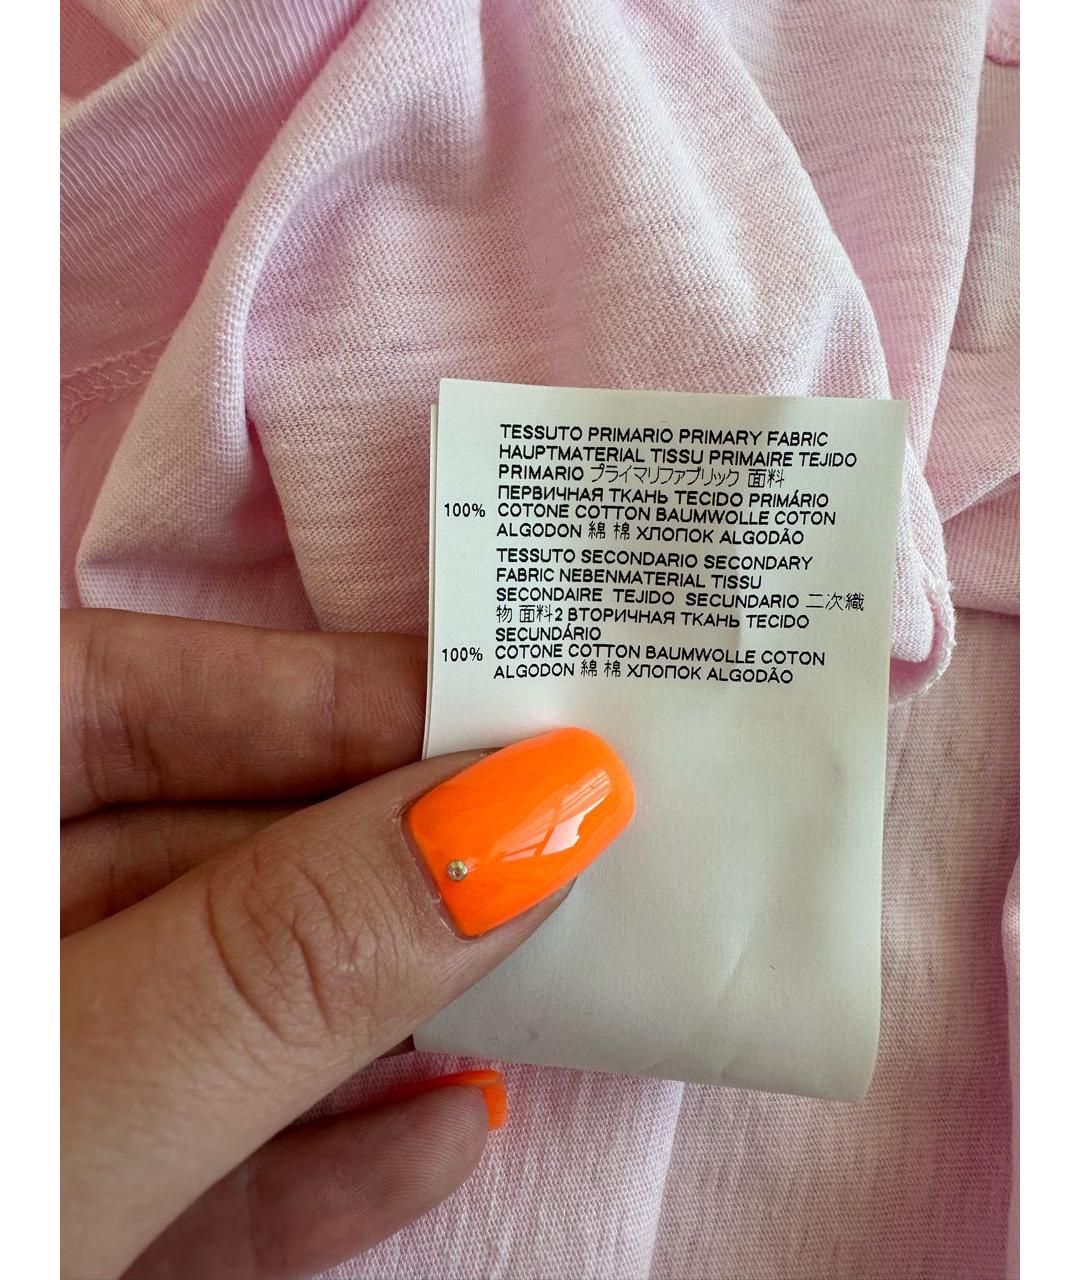 TESSUTO PRIMARIO PRIMARY FABRIC
HAUPTMATERIAL TISSU PRIMAIRE TEJIDO
PRIMARIO プライマリファブリック 面料
ПЕРВИЧНАЯ ТКАНЬ TECIDO PRIMÁRIO
100% COTONE COTTON BAUMWOLLE COTON
ALGODON 綿 棉 ХЛОПОК ALGODÃO
TESSUTO SECONDARIO SECONDARY
FABRIC NEBENMATERIAL TISSU
SECONDAIRE TEJIDO SECUNDARIO 二次織
物 面料2 ВТОРИЧНАЯ ТКАНЬ TECIDO
SECUNDÁRIO
100% COTONE COTTON BAUMWOLLE COTON
ALGODON 綿 棉 ХЛОПОК ALGODÃO